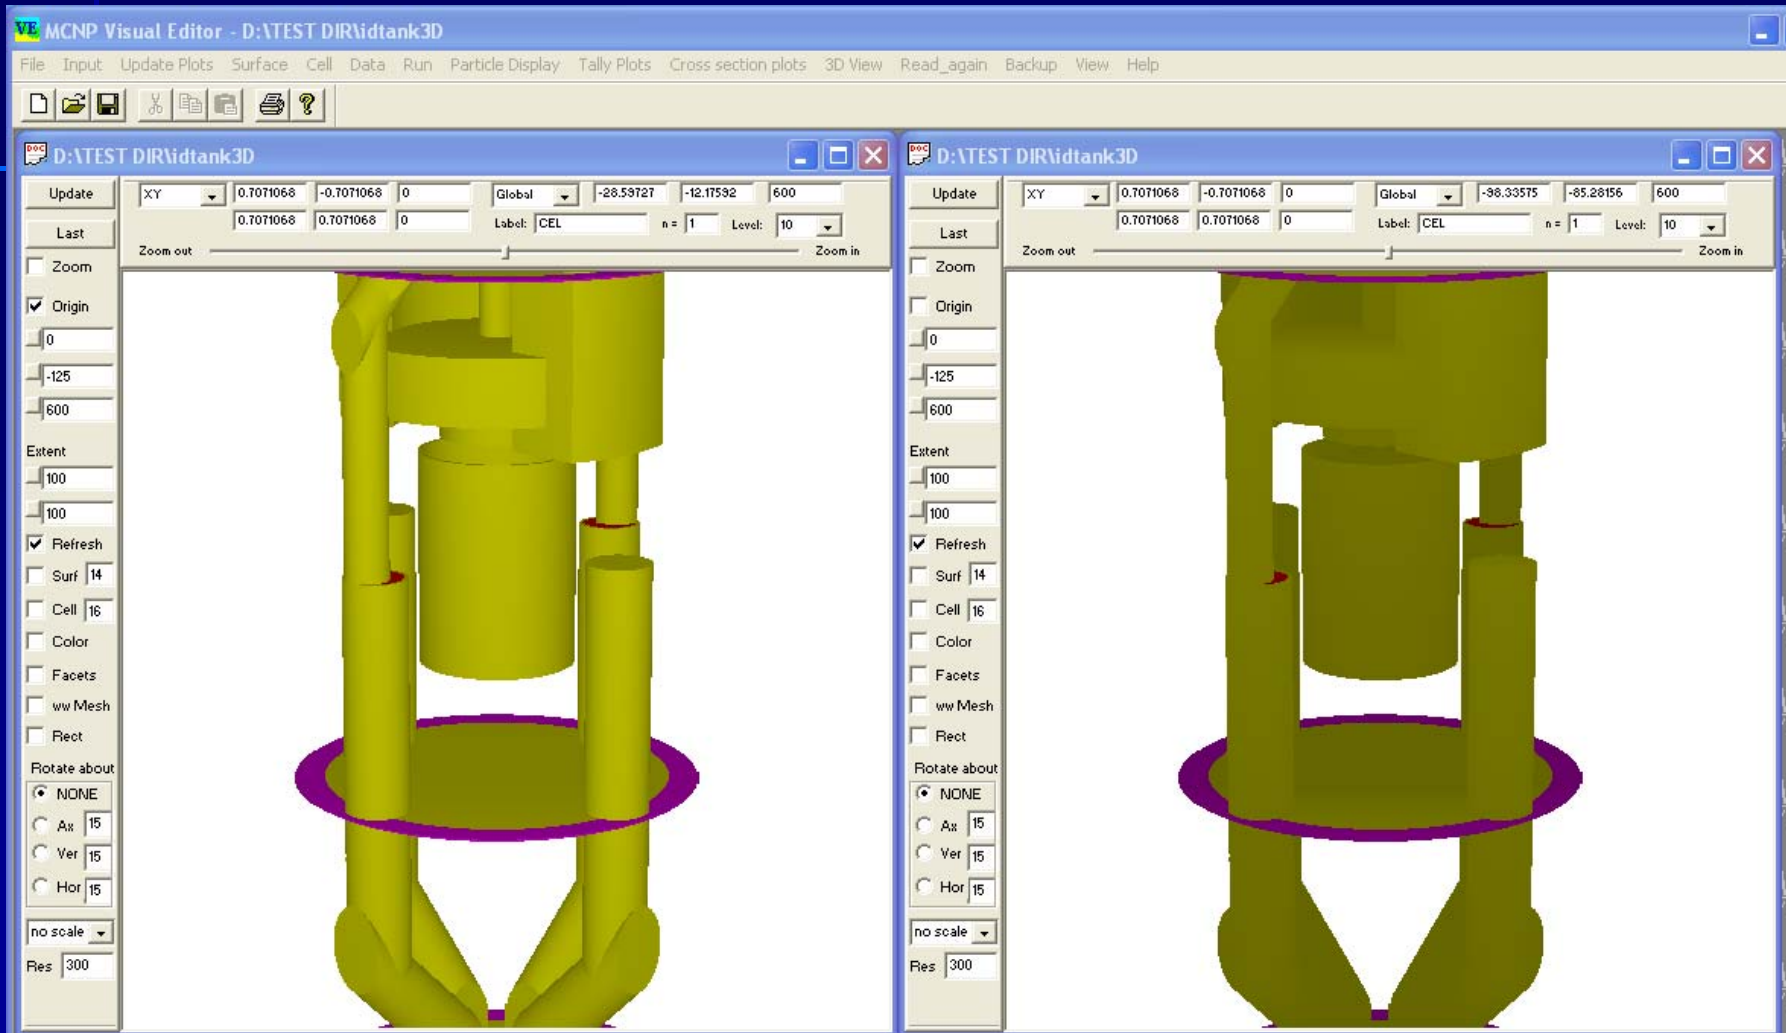 VE MCNP Visual Editor - D:\TEST DIR\idtank3D
File Input Update Plots Surface Cell Data Run Particle Display Tally Plots Cross section plots 3D View Read_again Backup View Help
DOC D:\TEST DIR\idtank3D
Update XY 0.7071068 -0.7071068 0 Global -28.59727 -12.17592 600
0.7071068 0.7071068 0 Label: CEL n = 1 Level: 10
Last
Zoom out Zoom in
Zoom
Origin
0
-125
600
Extent
100
100
Refresh
Surf 14
Cell 16
Color
Facets
ww Mesh
Rect
Rotate about
NONE
Ax 15
Ver 15
Hor 15
no scale
Res 300
DOC D:\TEST DIR\idtank3D
Update XY 0.7071068 -0.7071068 0 Global -98.33575 -85.28156 600
0.7071068 0.7071068 0 Label: CEL n = 1 Level: 10
Last
Zoom out Zoom in
Zoom
Origin
0
-125
600
Extent
100
100
Refresh
Surf 14
Cell 16
Color
Facets
ww Mesh
Rect
Rotate about
NONE
Ax 15
Ver 15
Hor 15
no scale
Res 300